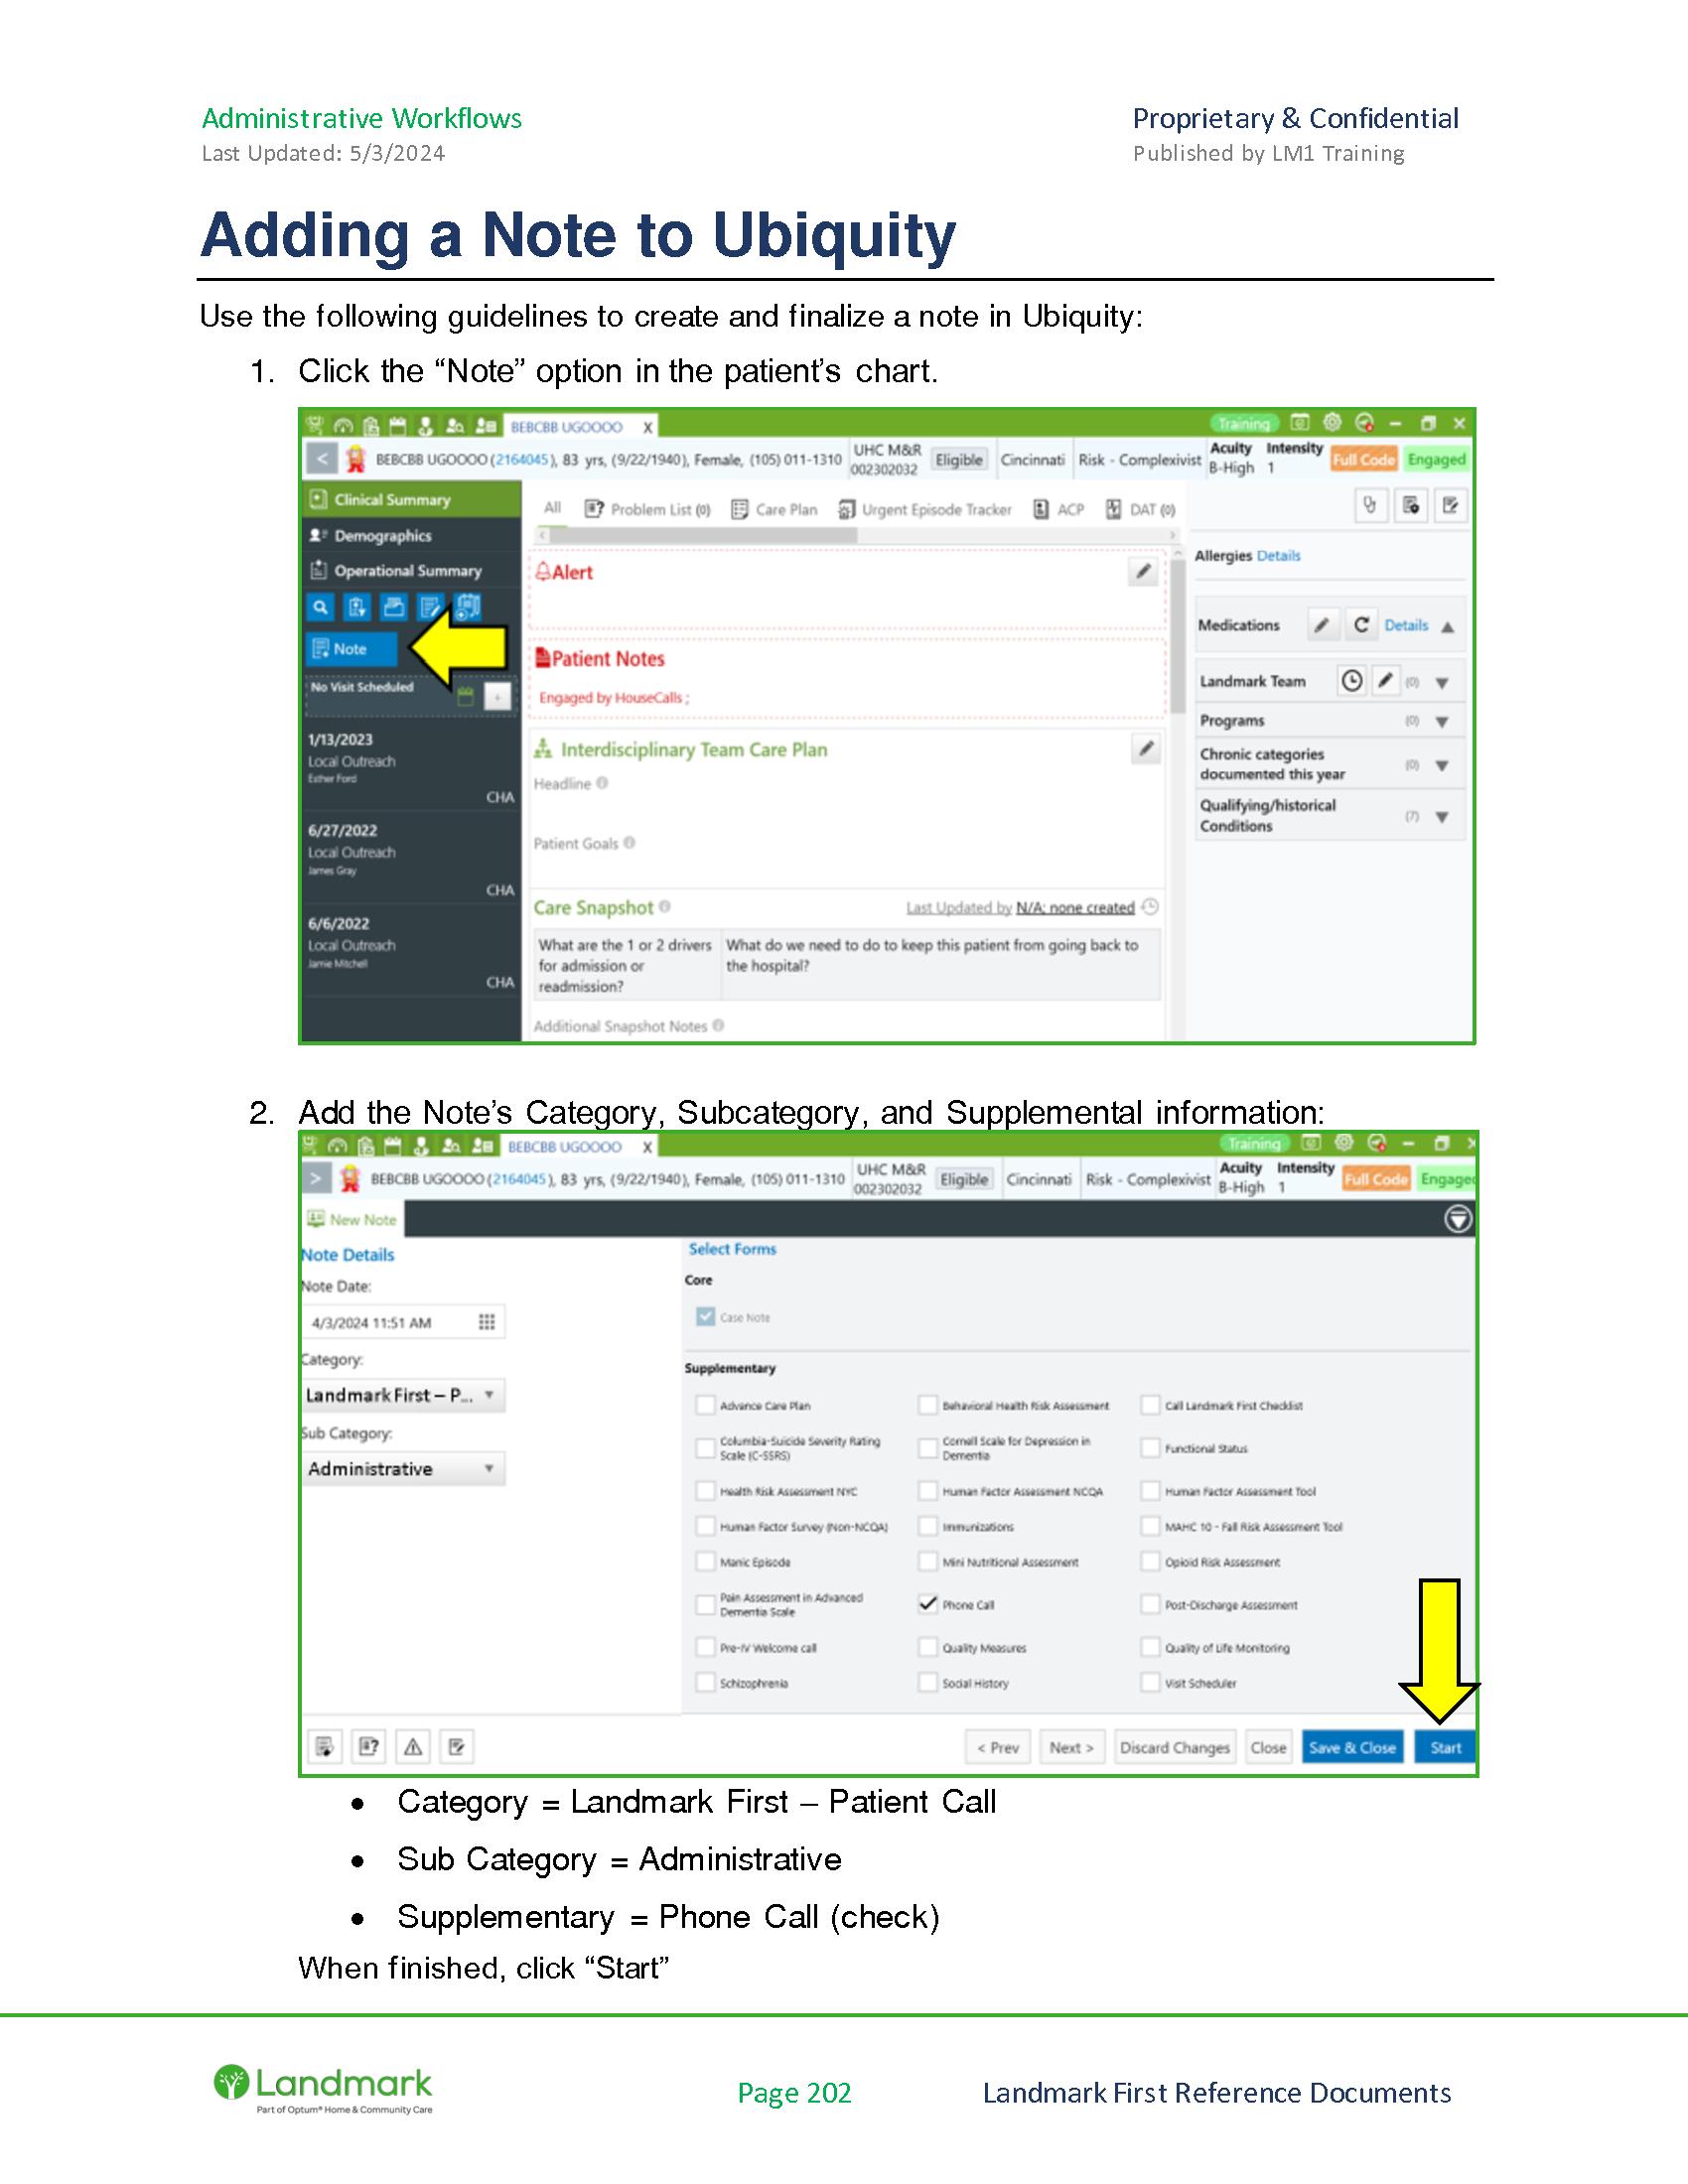 Administrative Workflows
Proprietary & Confidential
Last Updated: 5/3/2024
Published by LM1 Training
Adding a Note to Ubiquity
Use the following guidelines to create and finalize a note in Ubiquity:
1. Click the “Note” option in the patient’s chart.
BEBCBB UGOOOO X
Training
< BEBCBB UGOOOO (2164045), 83 yrs, (9/22/1940), Female, (105) 011-1310
UHC M&R
002302032
Eligible
Cincinnati
Risk - Complexivist
Acuity
B-High
Intensity
1
Full Code
Engaged
Clinical Summary
Demographics
Operational Summary
Note
No Visit Scheduled
+
1/13/2023
Local Outreach
Esther Ford
CHA
6/27/2022
Local Outreach
James Gray
CHA
6/6/2022
Local Outreach
Jamie Mitchell
CHA
All
Problem List (0)
Care Plan
Urgent Episode Tracker
ACP
DAT (0)
Alert
Patient Notes
Engaged by HouseCalls ;
Interdisciplinary Team Care Plan
Headline
Patient Goals
Care Snapshot
Last Updated by N/A; none created
What are the 1 or 2 drivers
for admission or
readmission?
What do we need to do to keep this patient from going back to
the hospital?
Additional Snapshot Notes
Allergies Details
Medications
Details
Landmark Team
(0)
Programs
(0)
Chronic categories
documented this year
(0)
Qualifying/historical
Conditions
(7)
2. Add the Note’s Category, Subcategory, and Supplemental information:
BEBCBB UGOOOO X
Training
> BEBCBB UGOOOO (2164045), 83 yrs, (9/22/1940), Female, (105) 011-1310
UHC M&R
002302032
Eligible
Cincinnati
Risk - Complexivist
Acuity
B-High
Intensity
1
Full Code
Engaged
New Note
Note Details
Note Date:
4/3/2024 11:51 AM
Category:
Landmark First – P...
Sub Category:
Administrative
Select Forms
Core
Case Note
Supplementary
Advance Care Plan
Behavioral Health Risk Assessment
Call Landmark First Checklist
Columbia-Suicide Severity Rating
Scale (C-SSRS)
Cornell Scale for Depression in
Dementia
Functional Status
Health Risk Assessment NYC
Human Factor Assessment NCQA
Human Factor Assessment Tool
Human Factor Survey (Non-NCQA)
Immunizations
MAHC 10 - Fall Risk Assessment Tool
Manic Episode
Mini Nutritional Assessment
Opioid Risk Assessment
Pain Assessment in Advanced
Dementia Scale
Phone Call
Post-Discharge Assessment
Pre-IV Welcome call
Quality Measures
Quality of Life Monitoring
Schizophrenia
Social History
Visit Scheduler
< Prev
Next >
Discard Changes
Close
Save & Close
Start
• Category = Landmark First – Patient Call
• Sub Category = Administrative
• Supplementary = Phone Call (check)
When finished, click “Start”
Landmark
Part of Optum® Home & Community Care
Page 202
Landmark First Reference Documents